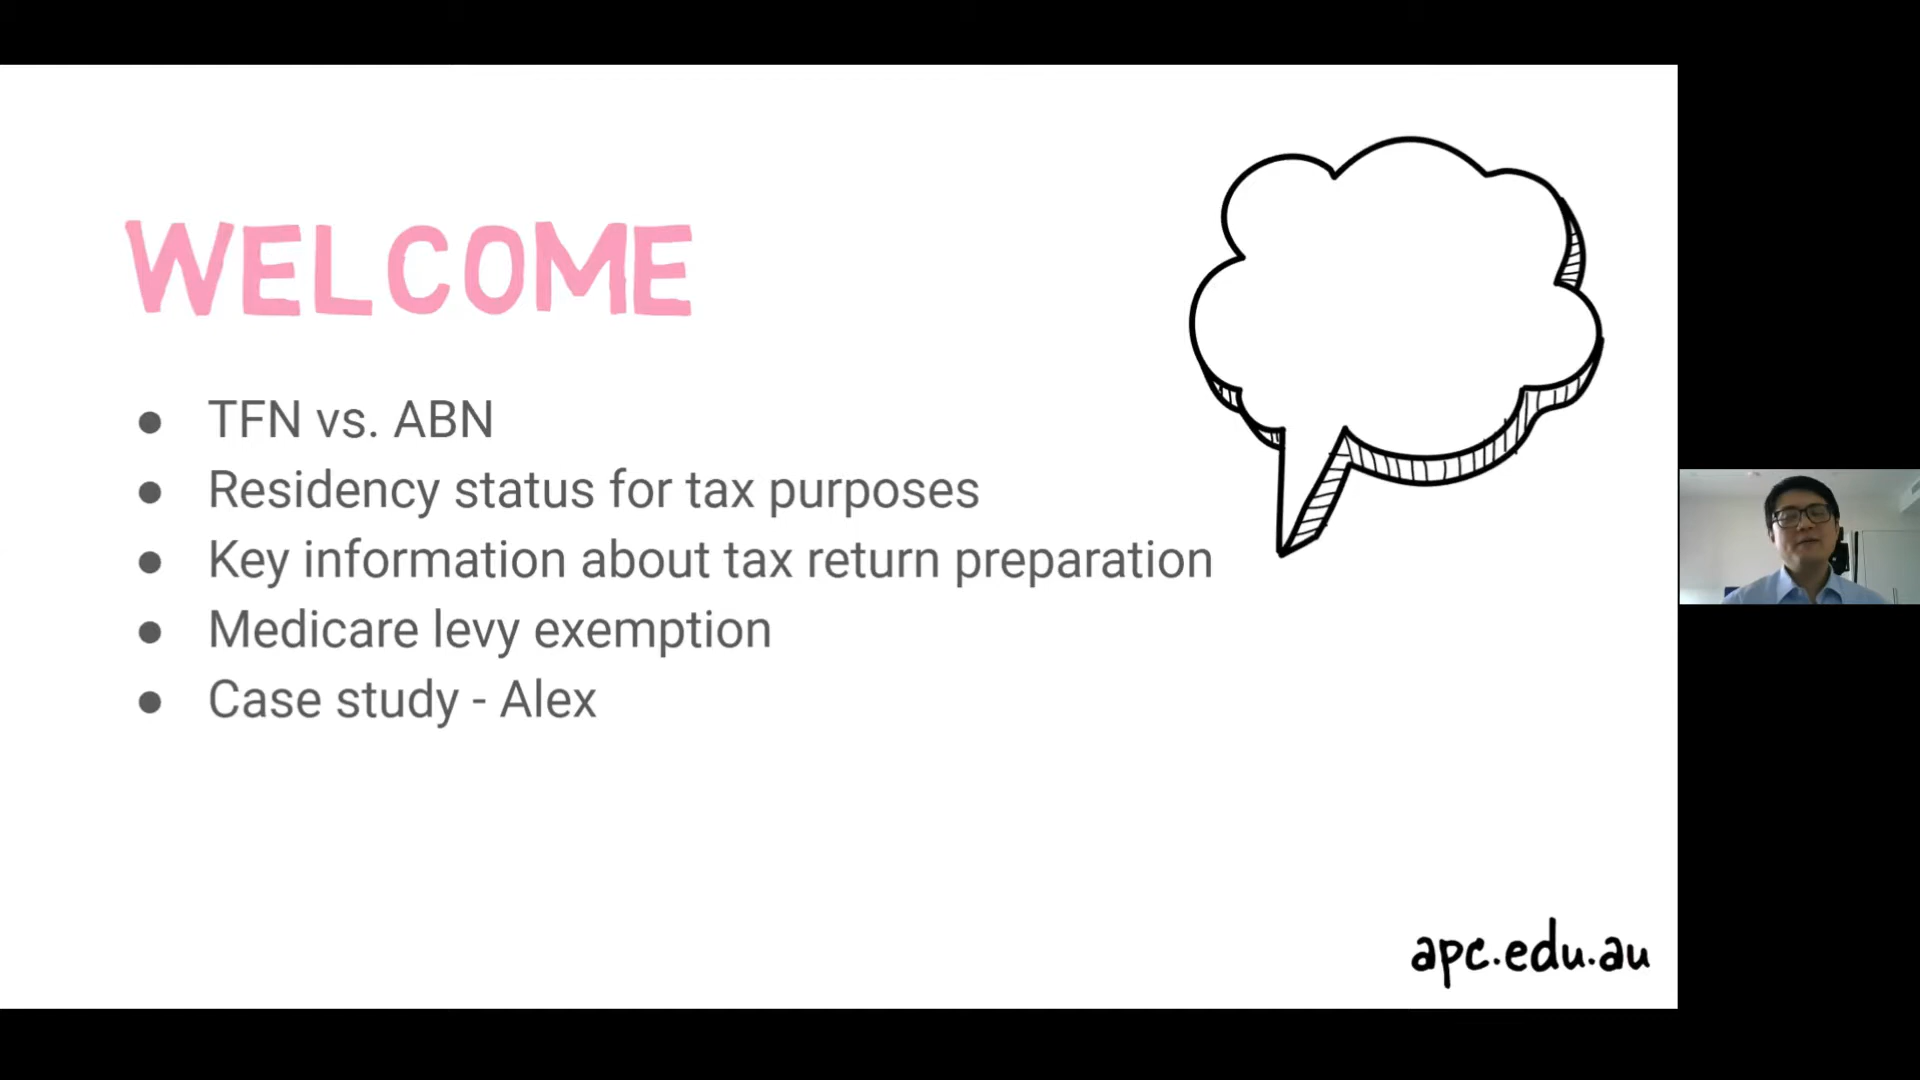 WELCOME
● TFN vs. ABN
● Residency status for tax purposes
● Key information about tax return preparation
● Medicare levy exemption
● Case study - Alex
apc.edu.au